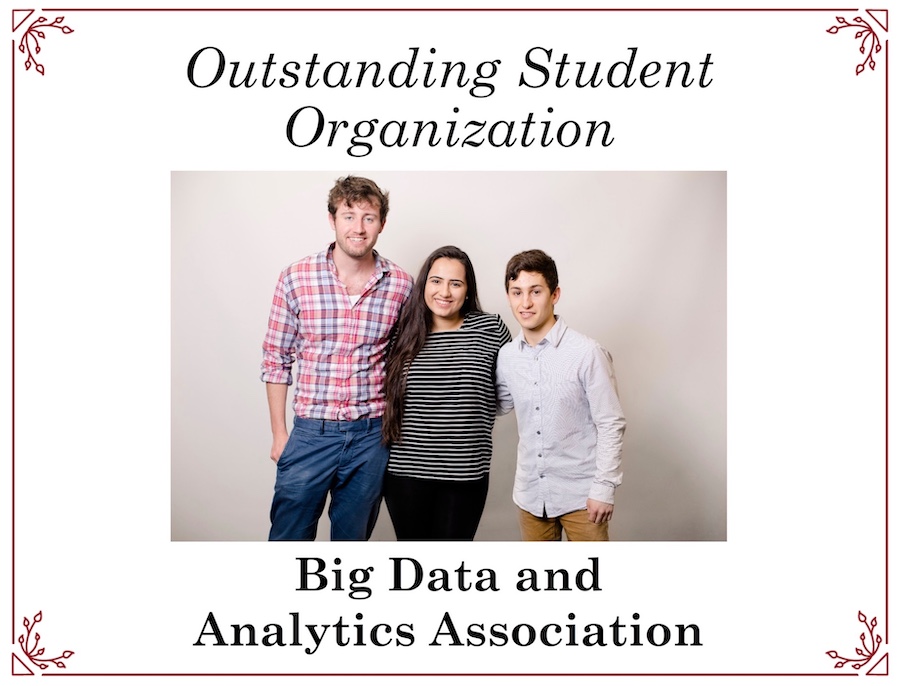 Outstanding Student
Organization
Big Data and
Analytics Association